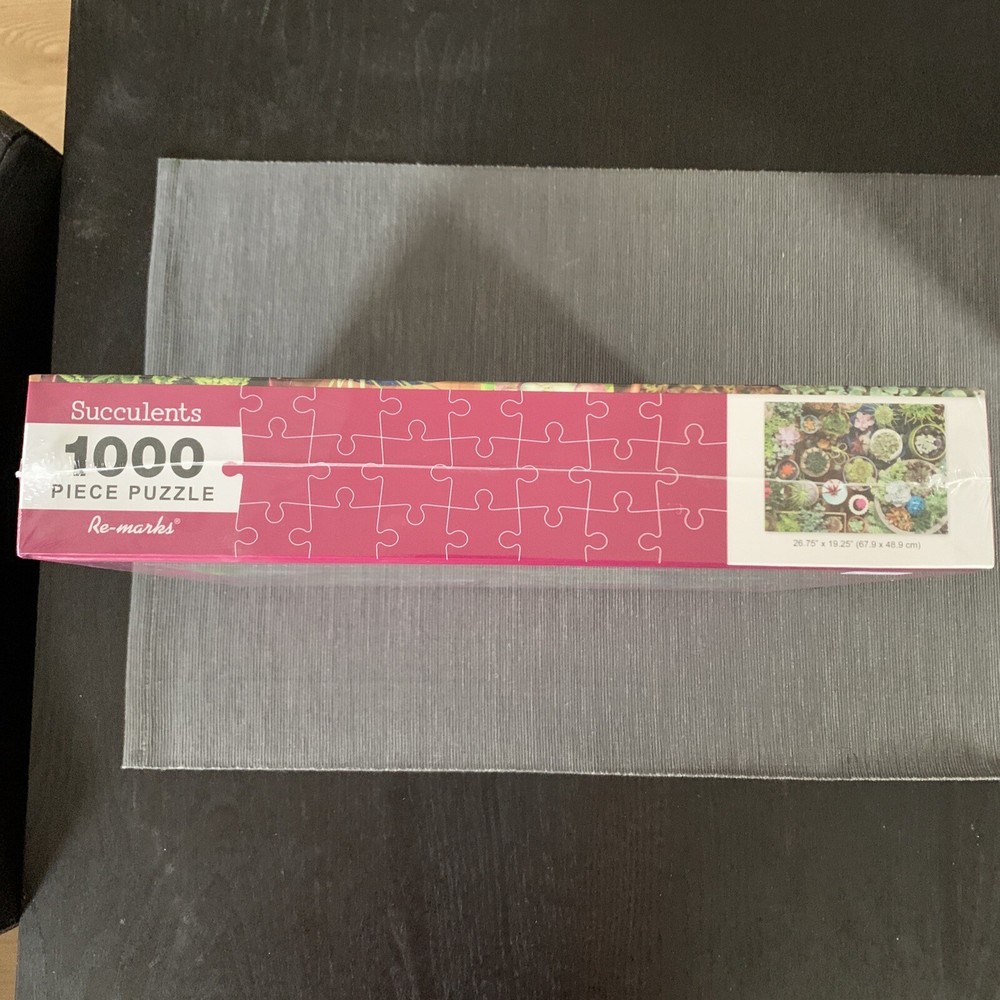 Succulents
1000
PIECE PUZZLE
Re-marks®
26.75" x 19.25" (67.9 x 48.9 cm)